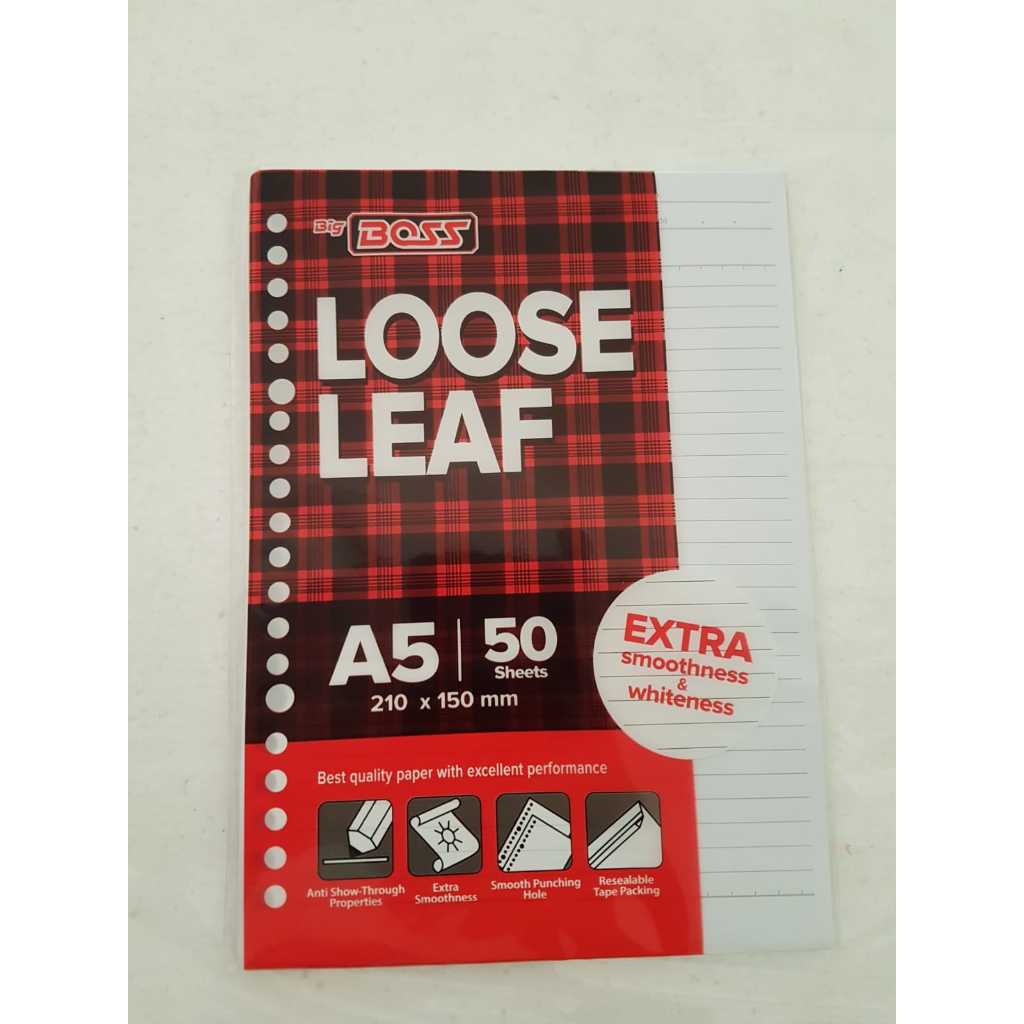 Big BOSS
LOOSE
LEAF
A5
50
Sheets
210 x 150 mm
EXTRA
smoothness
&
whiteness
Best quality paper with excellent performance
Anti Show-Through
Properties
Extra
Smoothness
Smooth Punching
Hole
Resealable
Tape Packing